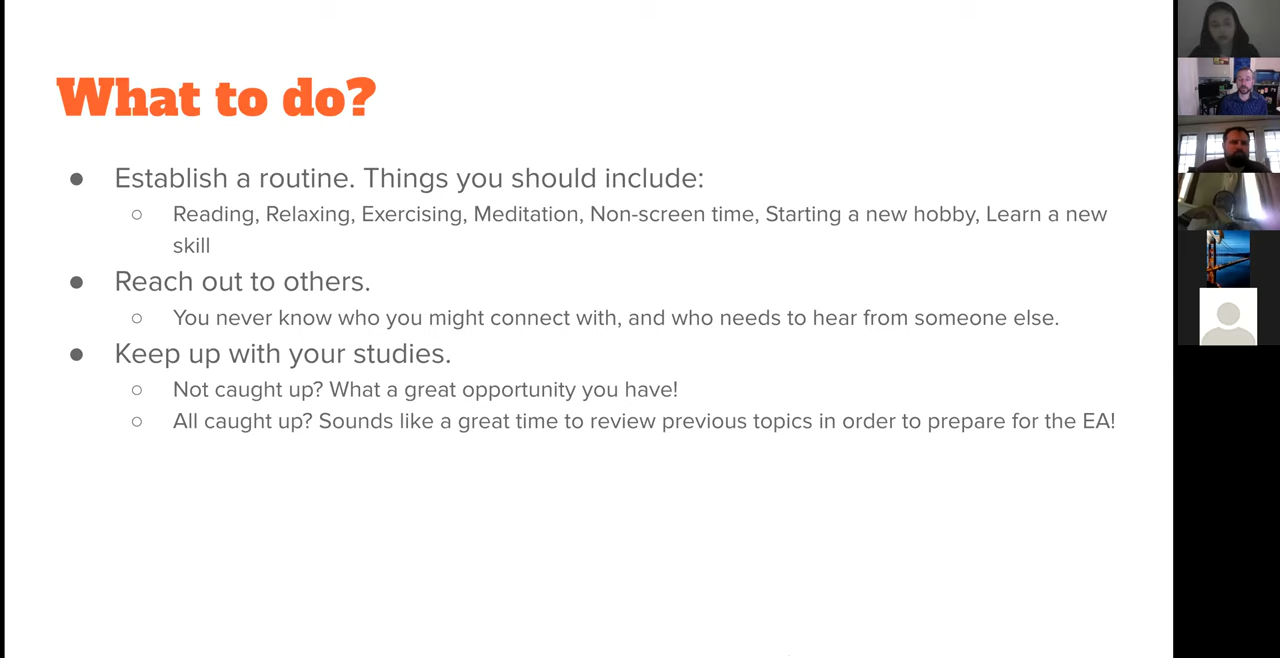 What to do?
● Establish a routine. Things you should include:
○ Reading, Relaxing, Exercising, Meditation, Non-screen time, Starting a new hobby, Learn a new
skill
● Reach out to others.
○ You never know who you might connect with, and who needs to hear from someone else.
● Keep up with your studies.
○ Not caught up? What a great opportunity you have!
○ All caught up? Sounds like a great time to review previous topics in order to prepare for the EA!